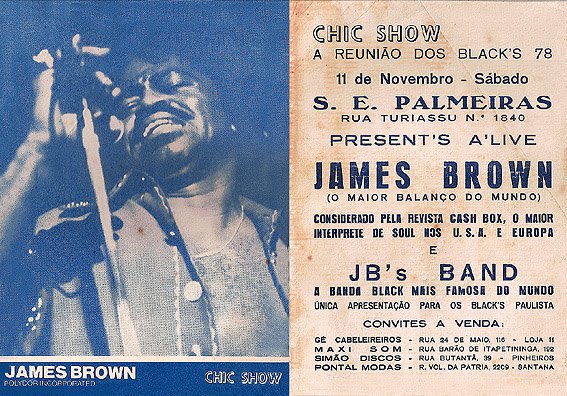 JAMES BROWN
POLYDOR INCORPORATED
CHIC SHOW
CHIC SHOW
A REUNIÃO DOS BLACK'S 78
11 de Novembro - Sábado
S. E. PALMEIRAS
RUA TURIASSU N.º 1840
PRESENT'S A'LIVE
JAMES BROWN
(O MAIOR BALANÇO DO MUNDO)
CONSIDERADO PELA REVISTA CASH BOX, O MAIOR
INTERPRETE DE SOUL NOS U.S.A. E EUROPA
E
JB's BAND
A BANDA BLACK MAIS FAMOSA DO MUNDO
ÚNICA APRESENTAÇÃO PARA OS BLACK'S PAULISTA
CONVITES A VENDA:
GÊ CABELEIREIROS - RUA 24 DE MAIO, 116 - LOJA 11
MAXI SOM - RUA BARÃO DE ITAPETININGA, 192
SIMÃO DISCOS - RUA BUTANTÃ, 39 - PINHEIROS
PONTAL MODAS - R. VOL. DA PATRIA, 2209 - SANTANA